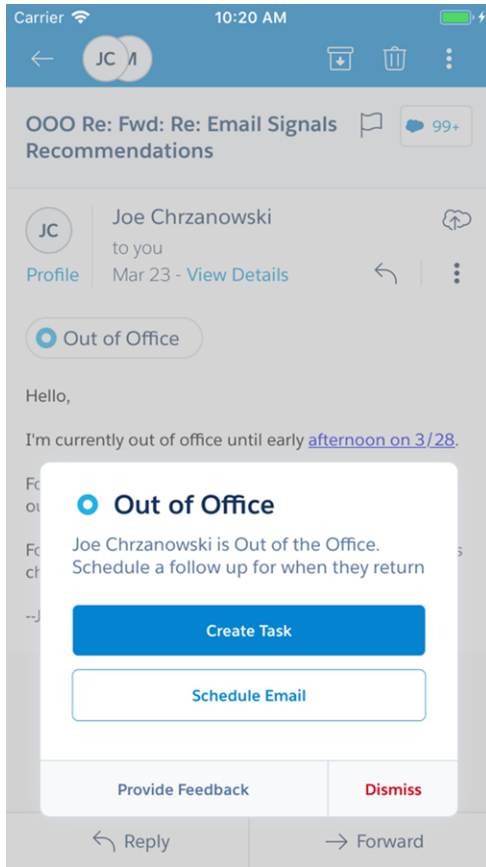 Carrier 10:20 AM
JC M
OOO Re: Fwd: Re: Email Signals 99+
Recommendations
JC Joe Chrzanowski
to you
Profile Mar 23 - View Details
Out of Office
Hello,
I'm currently out of office until early afternoon on 3/28.
Out of Office
Joe Chrzanowski is Out of the Office.
Schedule a follow up for when they return
Create Task
Schedule Email
Provide Feedback Dismiss
Reply Forward